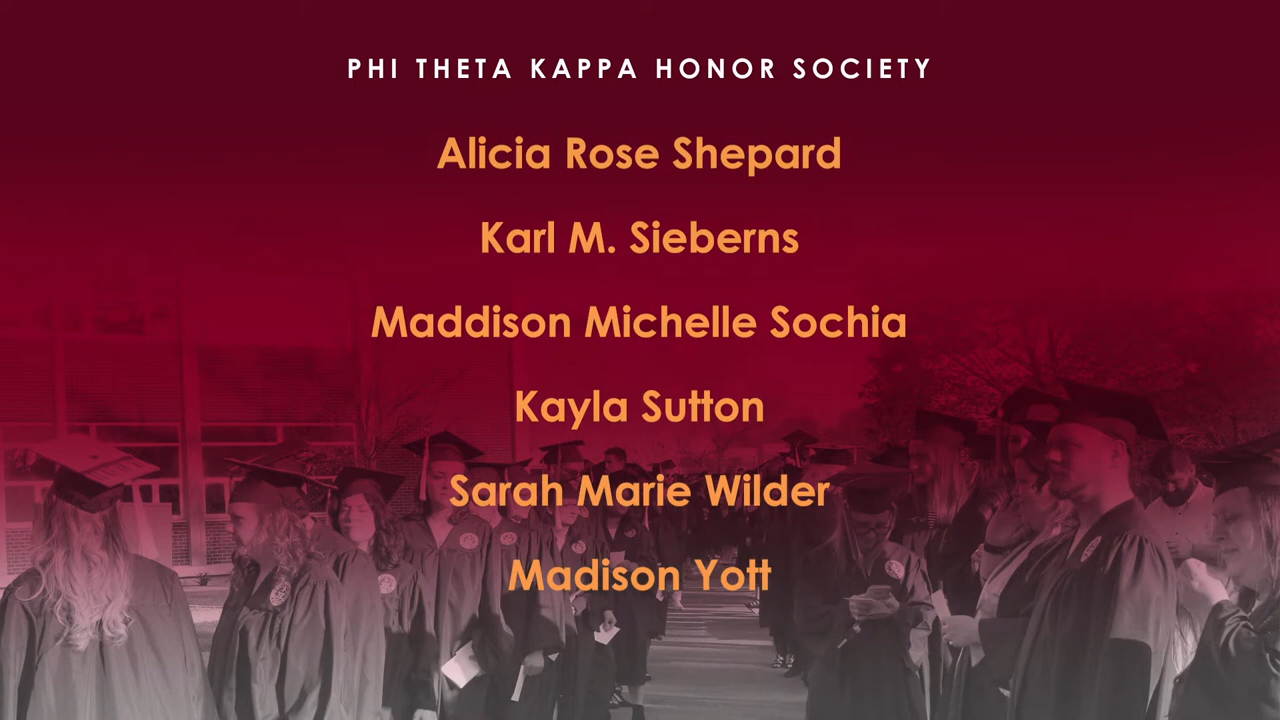 PHI THETA KAPPA HONOR SOCIETY
Alicia Rose Shepard
Karl M. Sieberns
Maddison Michelle Sochia
Kayla Sutton
Sarah Marie Wilder
Madison Yott